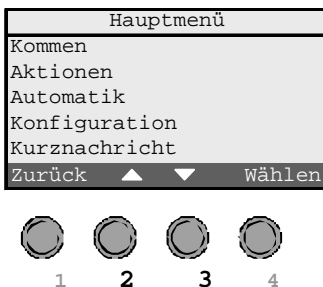 Hauptmenü
Kommen
Aktionen
Automatik
Konfiguration
Kurznachricht
Zurück Wählen
1 2 3 4